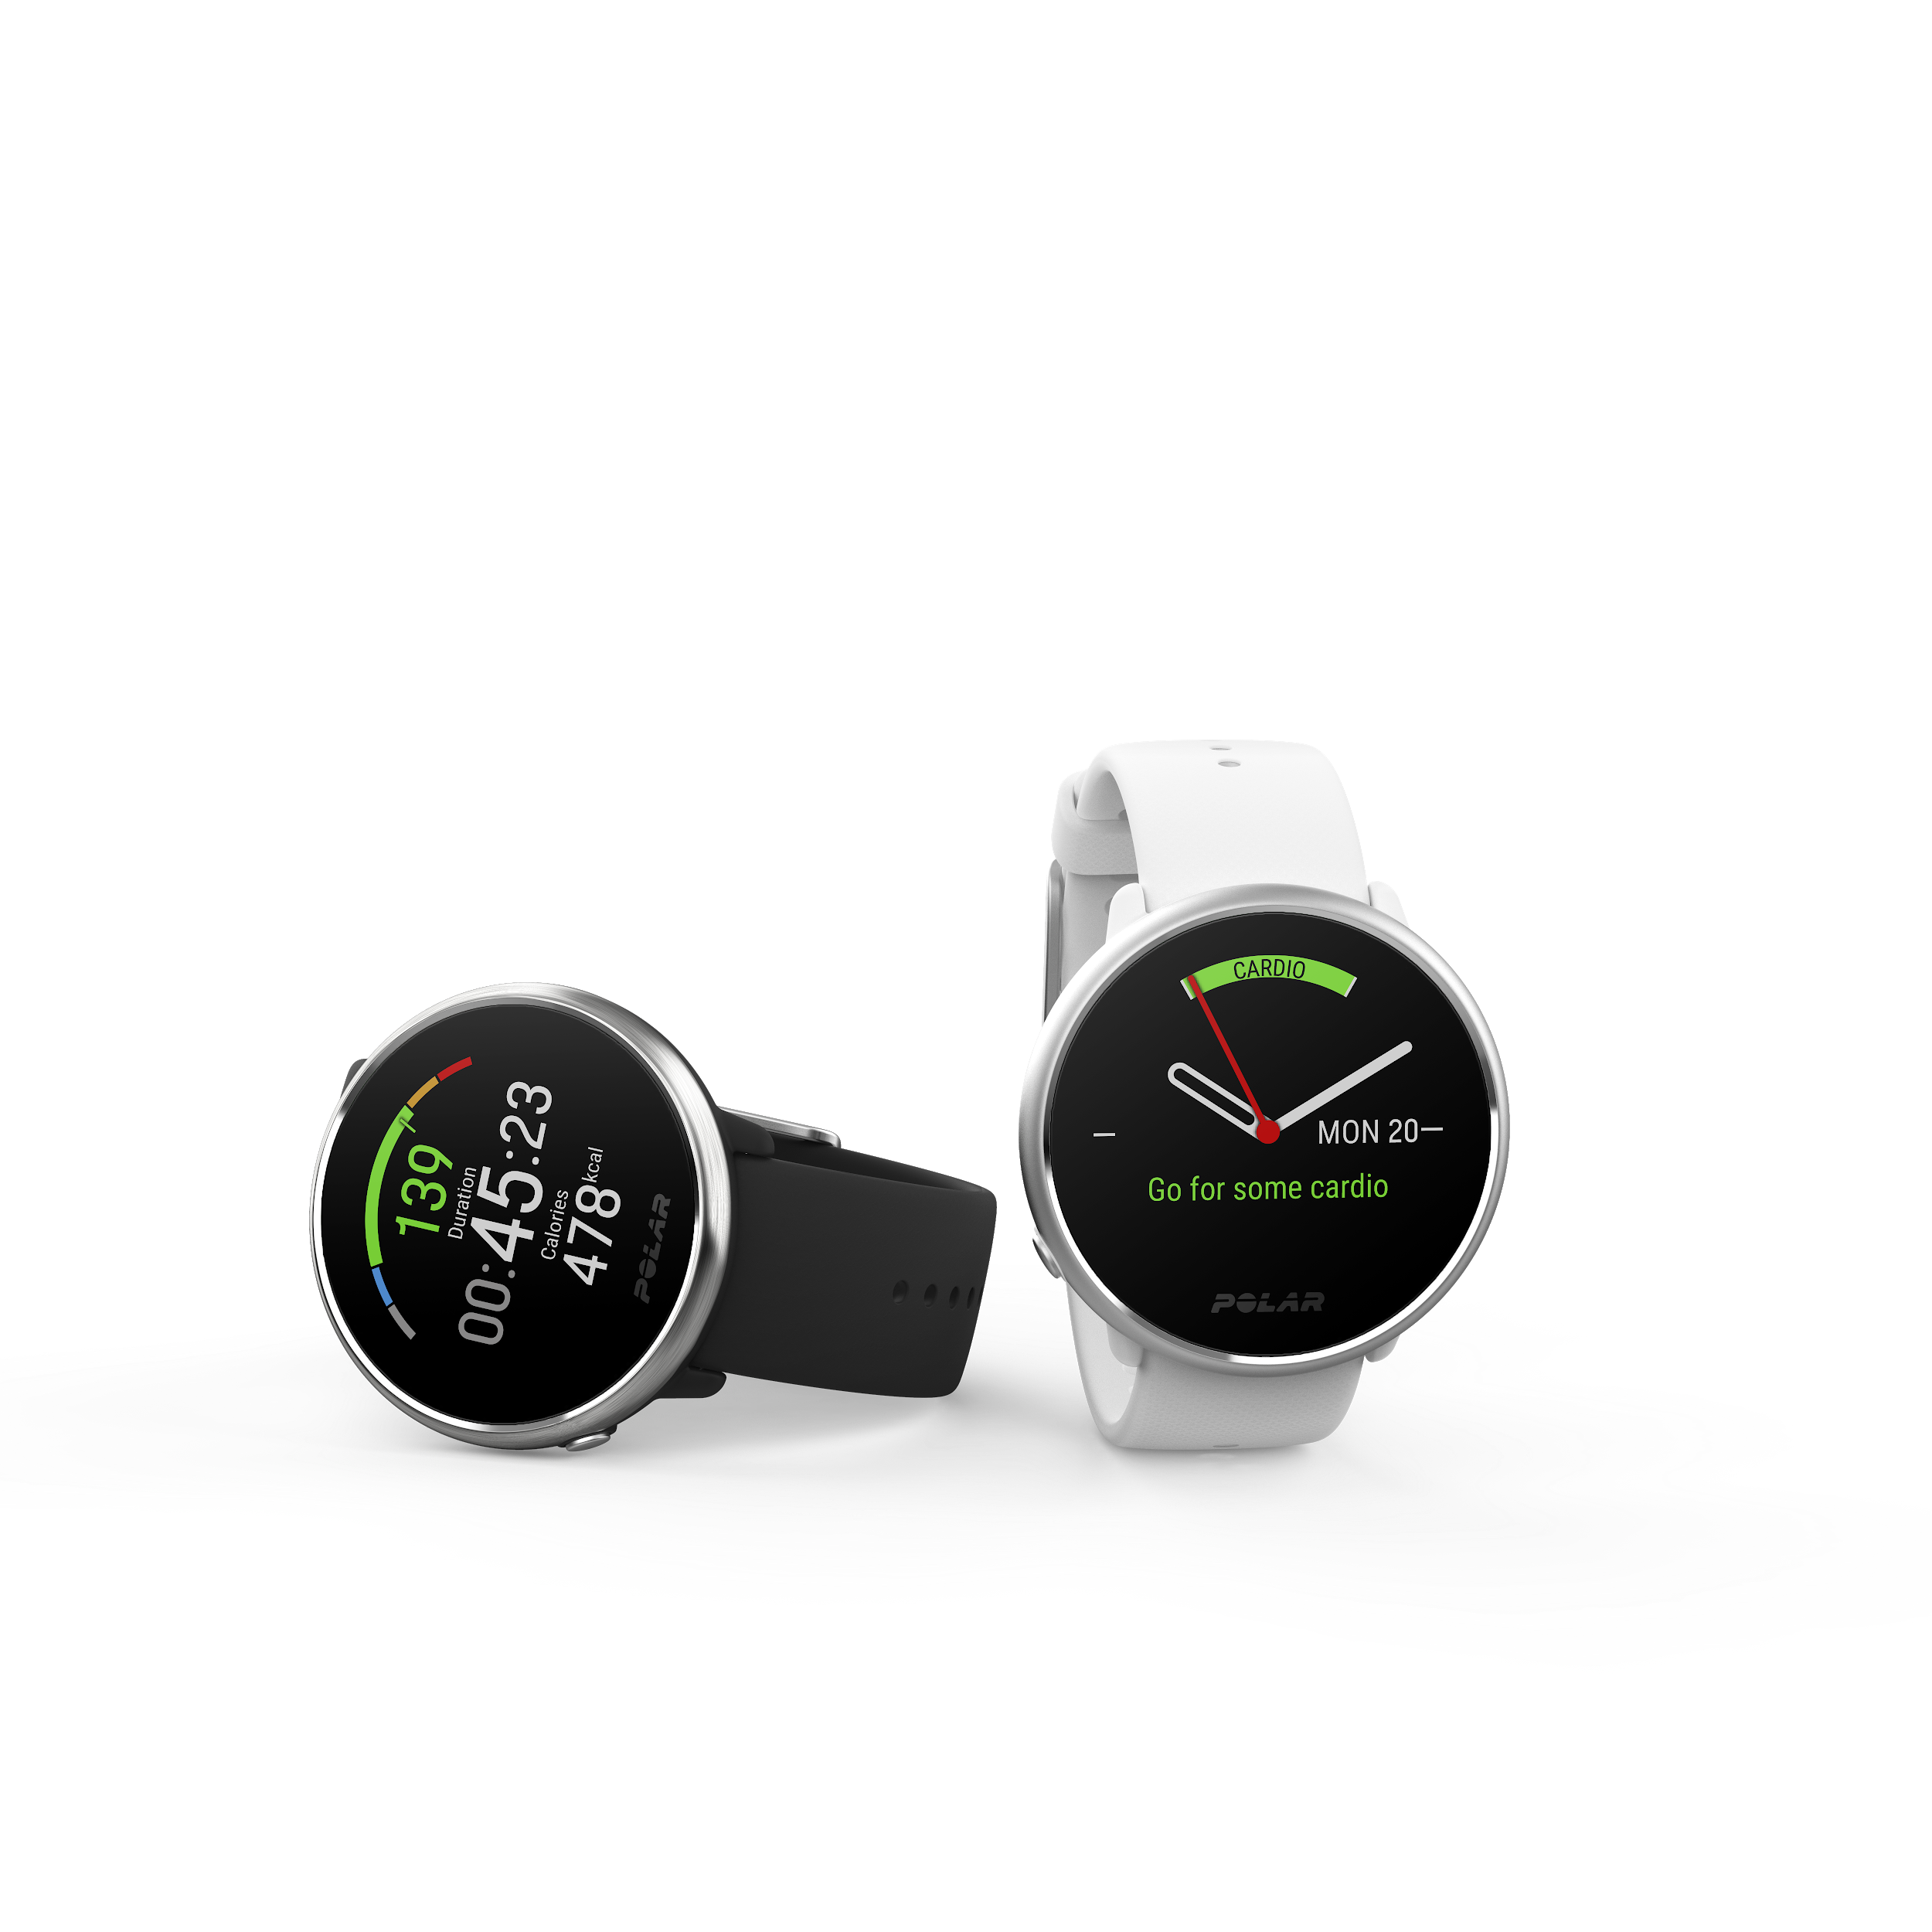 139
Duration
00:45:23
Calories
478kcal
POLAR
CARDIO
MON 20
Go for some cardio
POLAR